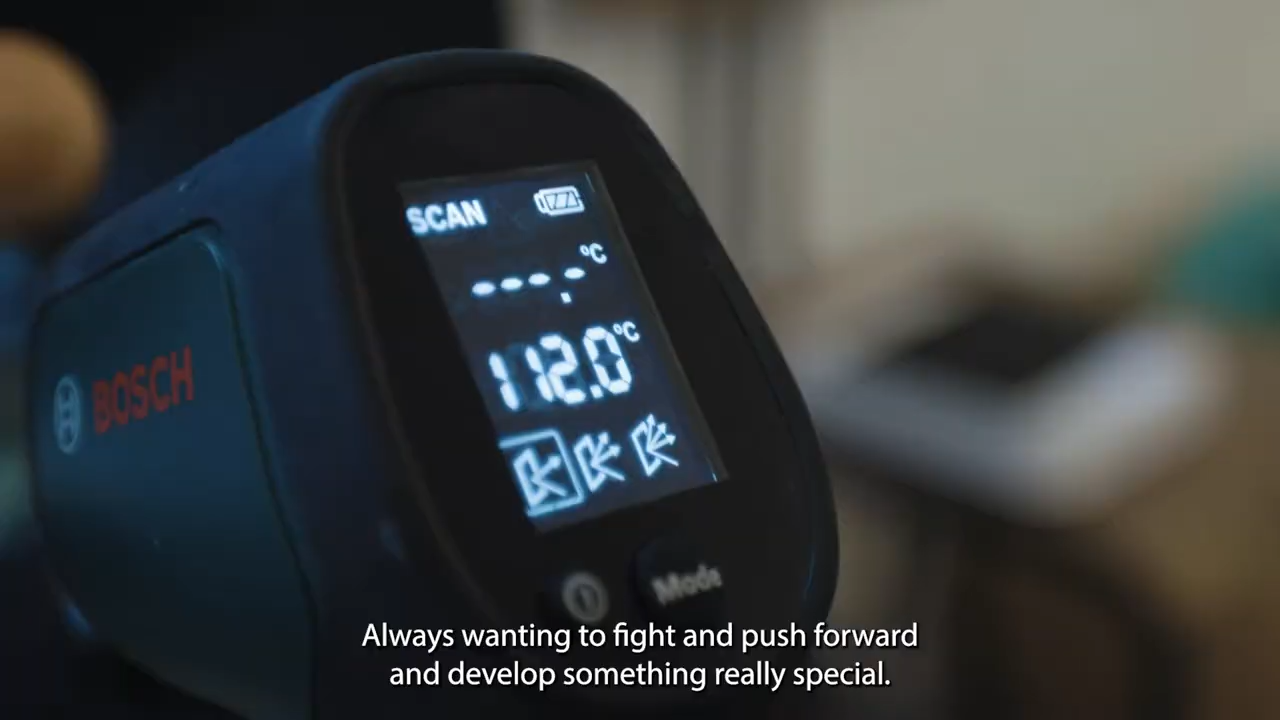 SCAN
---.- °C
112.0 °C
BOSCH
Mode
Always wanting to fight and push forward
and develop something really special.